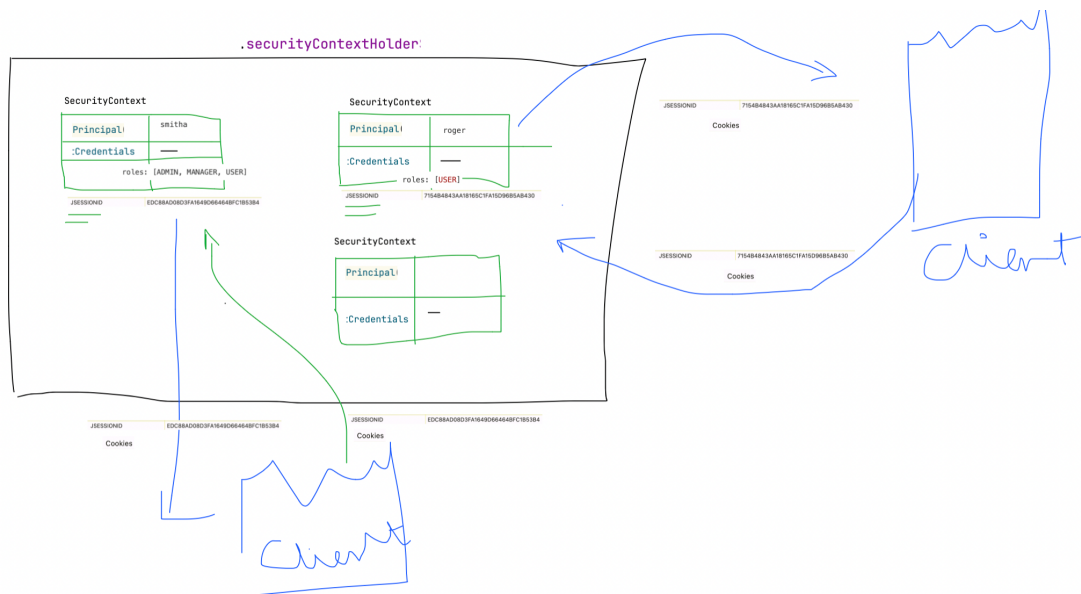 .securityContextHolder
SecurityContext
Principal(
smitha
:Credentials
roles: [ADMIN, MANAGER, USER]
JSESSIONID EDC88AD08D3FA1649D66464BFC1B53B4
SecurityContext
Principal(
roger
:Credentials
roles: [USER]
JSESSIONID 7154B4843AA18165C1FA15D96B5AB430
SecurityContext
Principal(
:Credentials
JSESSIONID 7154B4843AA18165C1FA15D96B5AB430
Cookies
JSESSIONID 7154B4843AA18165C1FA15D96B5AB430
Cookies
Client
JSESSIONID EDC88AD08D3FA1649D66464BFC1B53B4
Cookies
JSESSIONID EDC88AD08D3FA1649D66464BFC1B53B4
Cookies
Client